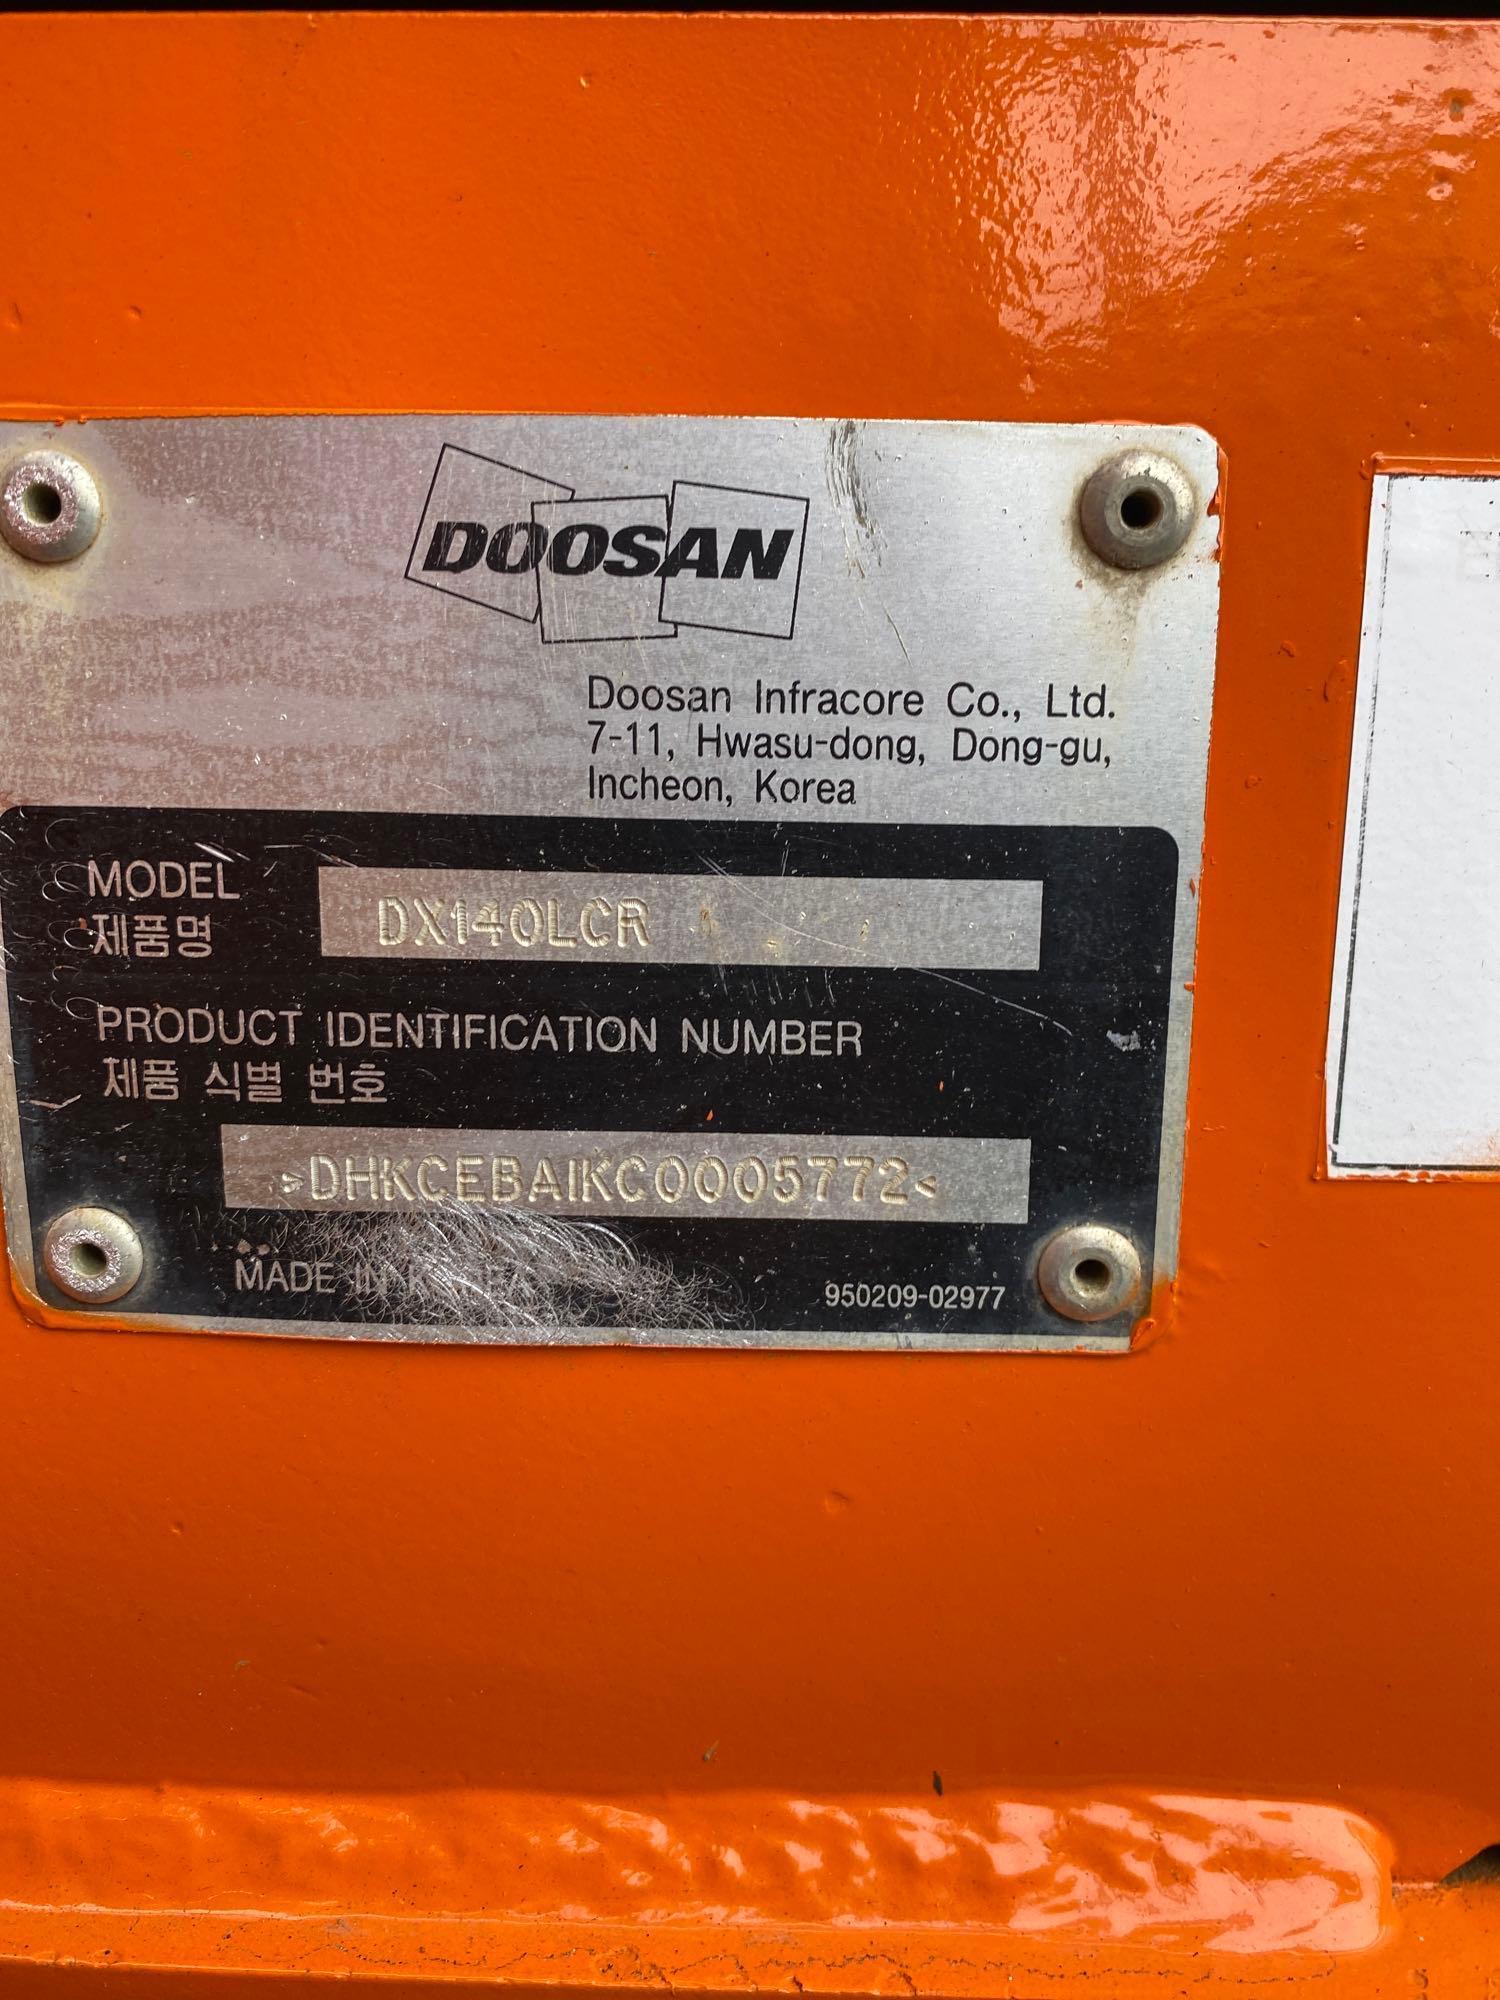 DOOSAN
Doosan Infracore Co., Ltd.
7-11, Hwasu-dong, Dong-gu,
Incheon, Korea
MODEL
제품명
DX140LCR
PRODUCT IDENTIFICATION NUMBER
제품 식별 번호
>DHKCEBAIKC0005772<
MADE IN KOREA
950209-02977